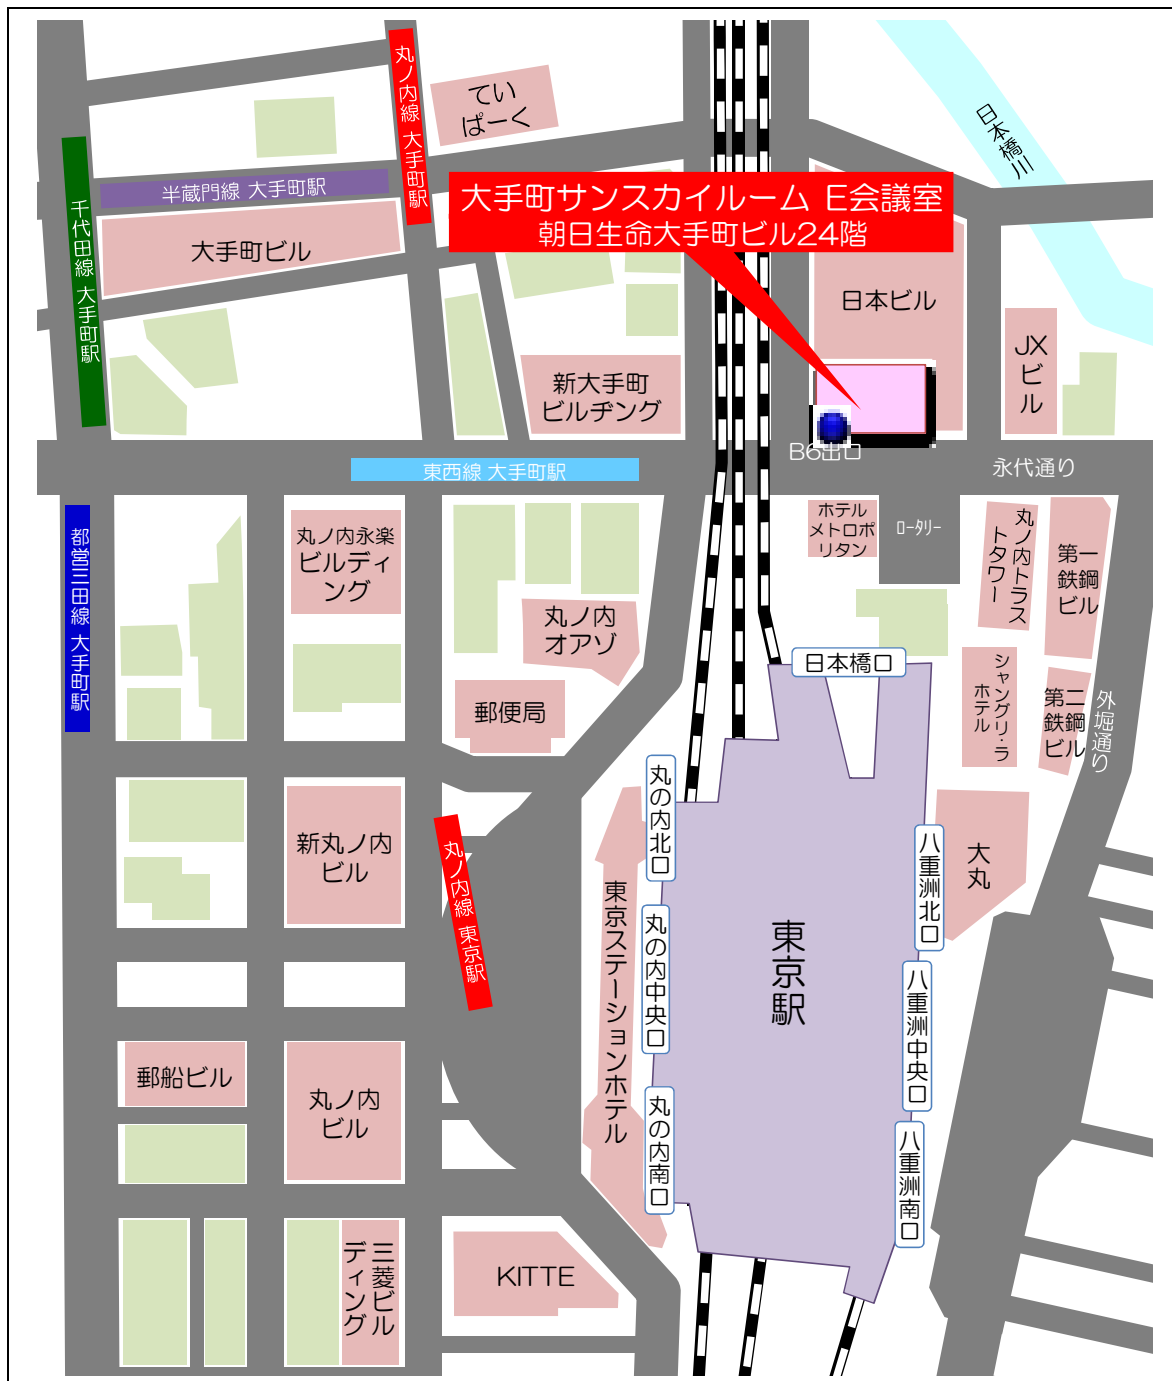 丸ノ内線 大手町駅
てい
ぱーく
日本橋川
半蔵門線 大手町駅
千代田線 大手町駅
大手町サンスカイルーム E会議室
朝日生命大手町ビル24階
大手町ビル
日本ビル
JX
ビ
ル
新大手町
ビルヂング
B6出口
東西線 大手町駅
永代通り
都営三田線 大手町駅
丸ノ内永楽
ビルディ
ング
ホテル
メトロポ
リタン
ロータリー
丸ノ内トラス
トタワー
第一
鉄鋼
ビル
丸ノ内
オアゾ
日本橋口
シャングリ・ラ
ホテル
第二
鉄鋼
ビル
外堀通り
郵便局
丸の内北口
新丸ノ内
ビル
丸ノ内線 東京駅
八重洲北口
大
丸
東京ステーションホテル
丸の内中央口
東京駅
八重洲中央口
郵船ビル
丸ノ内
ビル
丸の内南口
八重洲南口
三菱ビル
ディング
KITTE